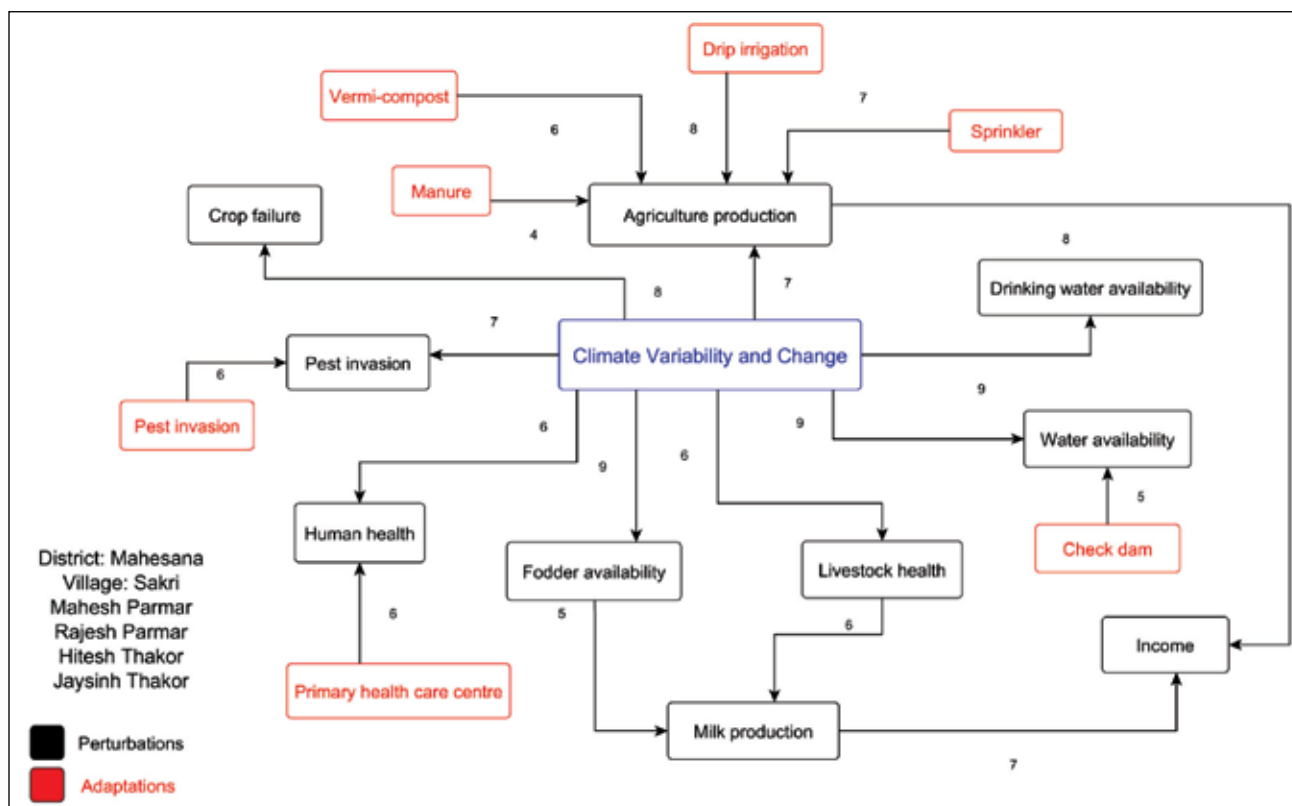 Drip irrigation
Vermi-compost
7
6
8
Sprinkler
Manure
Crop failure
Agriculture production
4
8
7
Drinking water availability
8
7
Climate Variability and Change
Pest invasion
6
9
Pest invasion
6
9
6
9
Water availability
5
Human health
Check dam
Fodder availability
Livestock health
District: Mahesana
Village: Sakri
Mahesh Parmar
Rajesh Parmar
Hitesh Thakor
Jaysinh Thakor
6
5
6
Income
Primary health care centre
Milk production
7
Perturbations
Adaptations